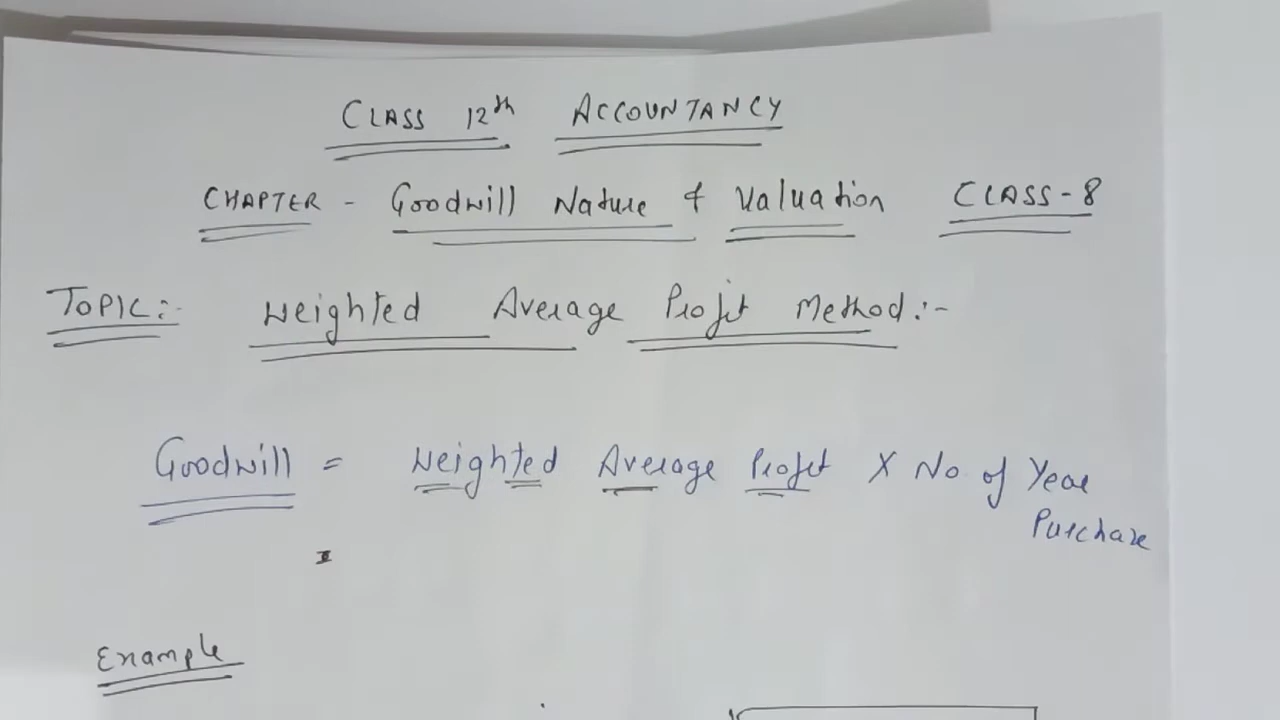 CLASS 12th ACCOUNTANCY
CHAPTER - Goodwill Nature & Valuation CLASS-8
TOPIC:- Weighted Average Profit Method:-
Goodwill = Weighted Average Profit X No of Year
Purchase
Example